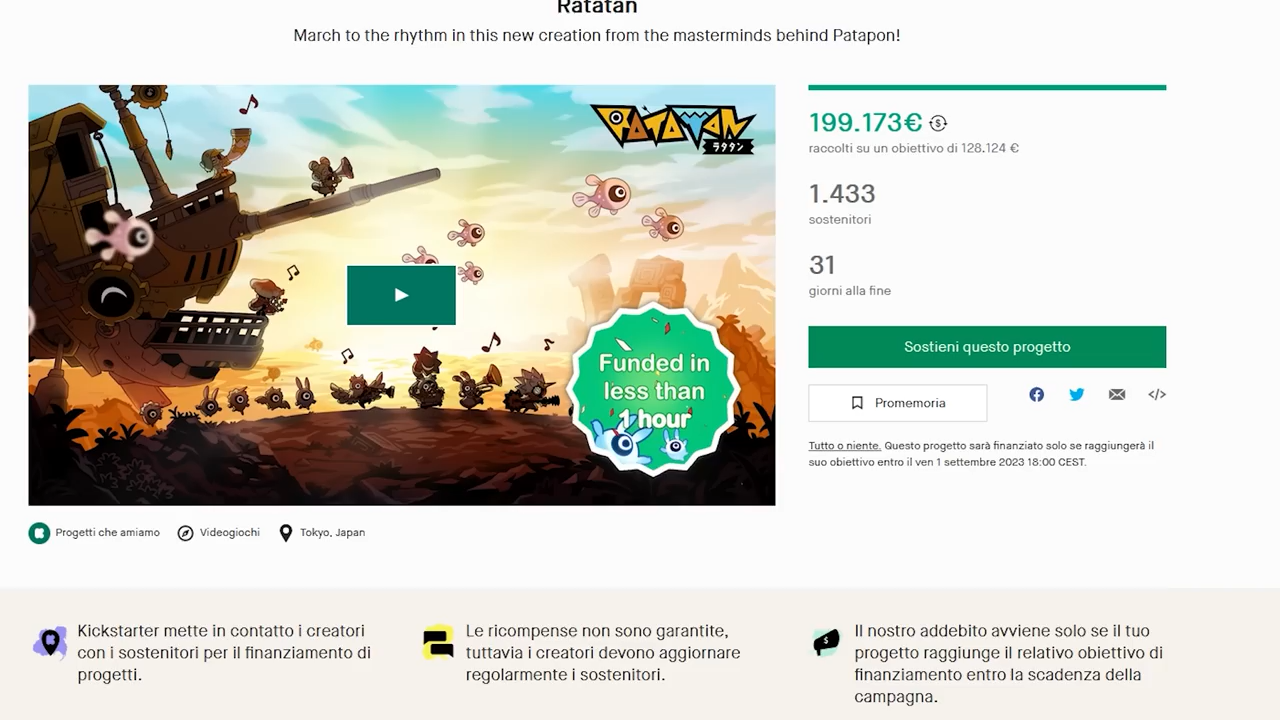 Ratatan
March to the rhythm in this new creation from the masterminds behind Patapon!
RATATAN
ラタタン
Funded in
less than
1 hour
199.173€
raccolti su un obiettivo di 128.124 €
1.433
sostenitori
31
giorni alla fine
Sostieni questo progetto
Promemoria
Tutto o niente. Questo progetto sarà finanziato solo se raggiungerà il
suo obiettivo entro il ven 1 settembre 2023 18:00 CEST.
Progetti che amiamo
Videogiochi
Tokyo, Japan
Kickstarter mette in contatto i creatori
con i sostenitori per il finanziamento di
progetti.
Le ricompense non sono garantite,
tuttavia i creatori devono aggiornare
regolarmente i sostenitori.
Il nostro addebito avviene solo se il tuo
progetto raggiunge il relativo obiettivo di
finanziamento entro la scadenza della
campagna.